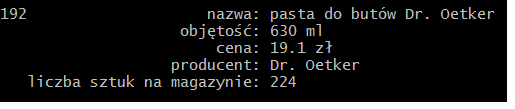 192 nazwa: pasta do butów Dr. Oetker
objętość: 630 ml
cena: 19.1 zł
producent: Dr. Oetker
liczba sztuk na magazynie: 224